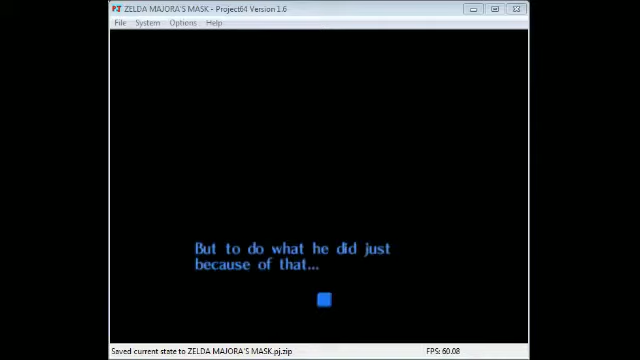 ZELDA MAJORA'S MASK - Project64 Version 1.6
File System Options Help
But to do what he did just
because of that...
Saved current state to ZELDA MAJORA'S MASK.pj.zip FPS: 60.08